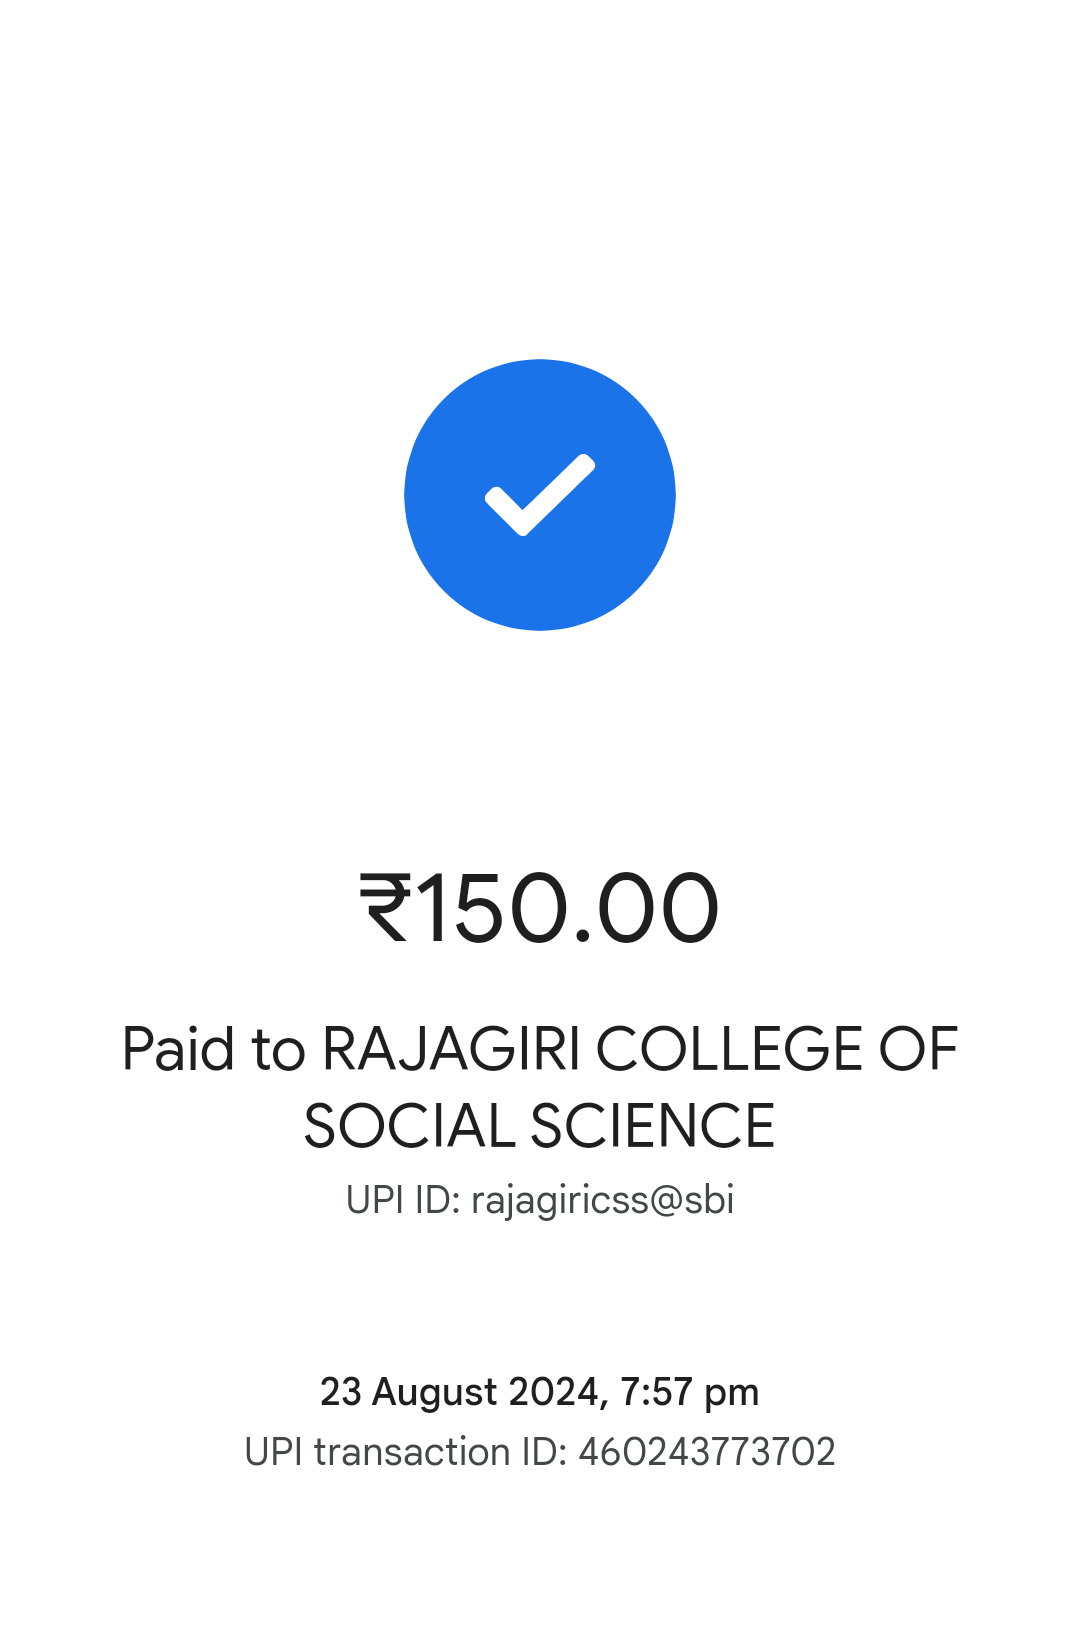 ₹150.00
Paid to RAJAGIRI COLLEGE OF
SOCIAL SCIENCE
UPI ID: rajagiricss@sbi
23 August 2024, 7:57 pm
UPI transaction ID: 460243773702